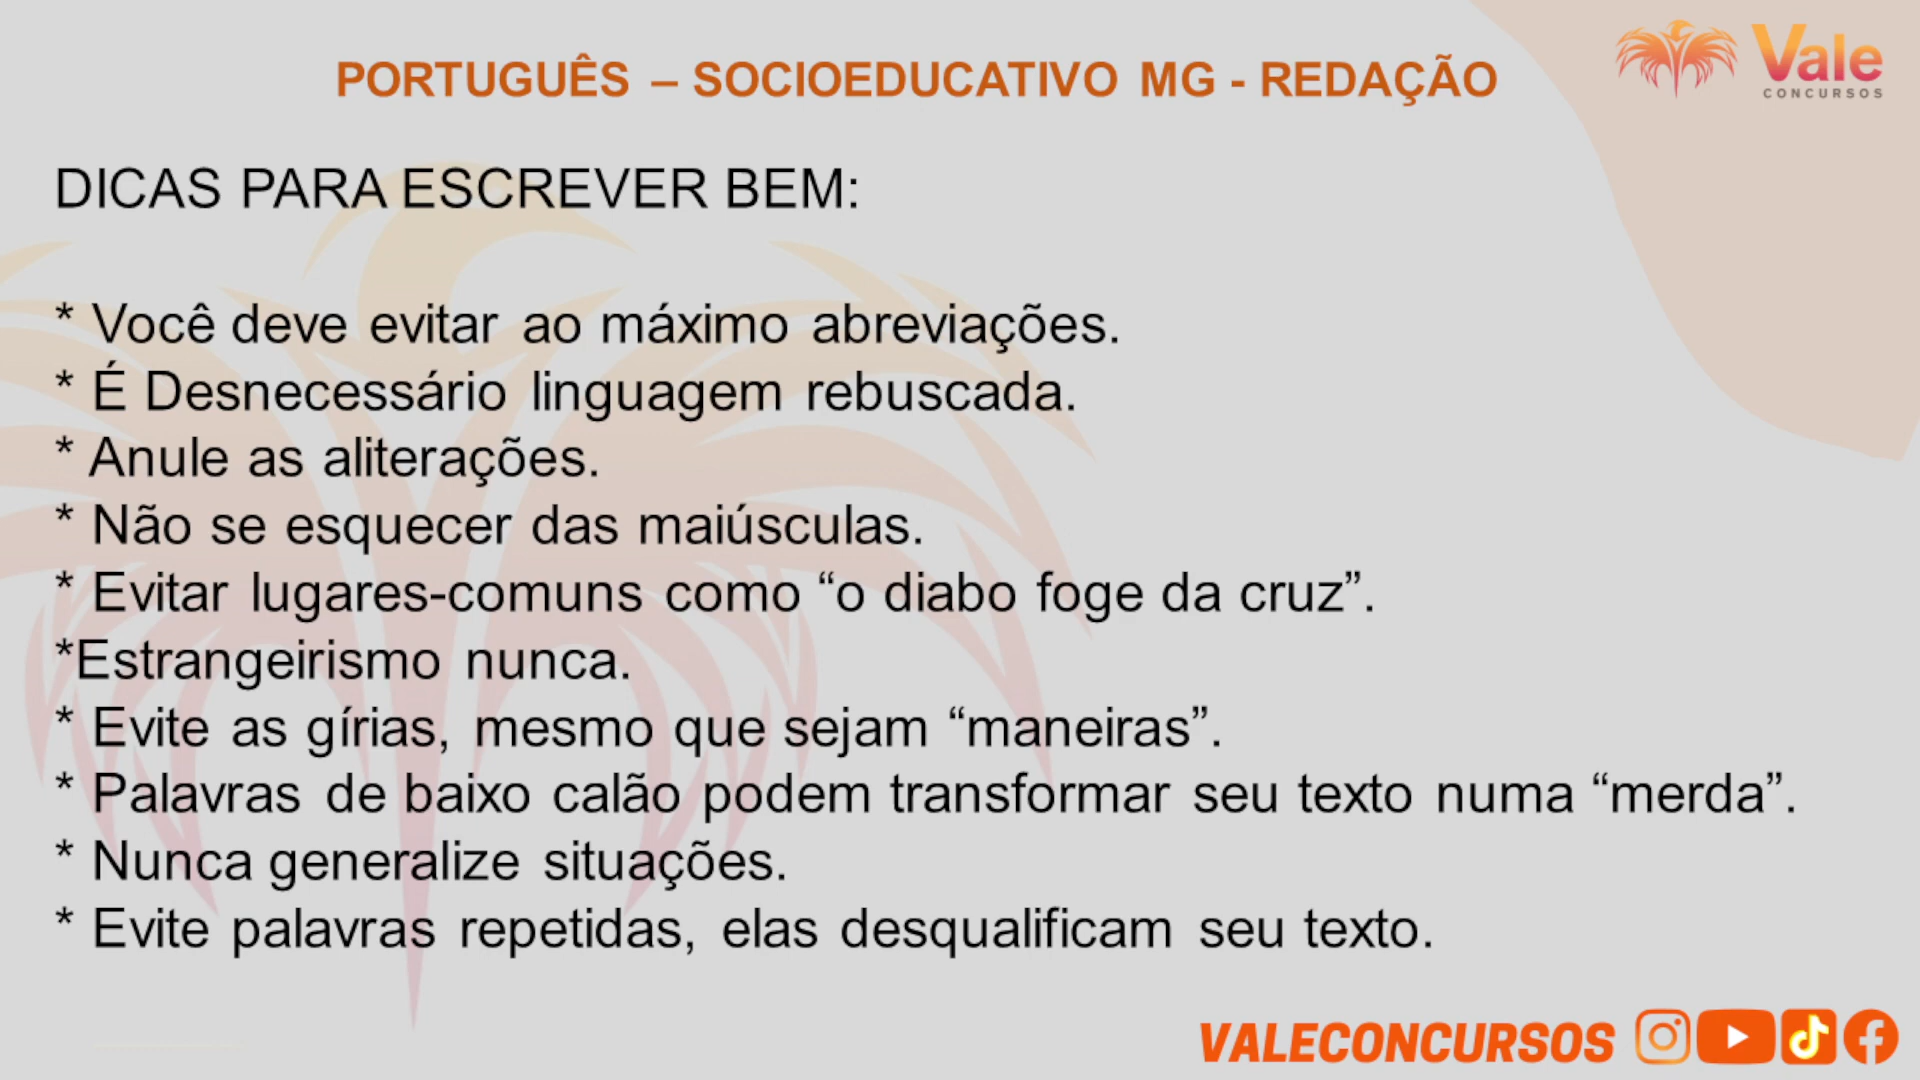 PORTUGUÊS – SOCIOEDUCATIVO MG - REDAÇÃO
Vale
CONCURSOS
DICAS PARA ESCREVER BEM:
* Você deve evitar ao máximo abreviações.
* É Desnecessário linguagem rebuscada.
* Anule as aliterações.
* Não se esquecer das maiúsculas.
* Evitar lugares-comuns como “o diabo foge da cruz”.
*Estrangeirismo nunca.
* Evite as gírias, mesmo que sejam “maneiras”.
* Palavras de baixo calão podem transformar seu texto numa “merda”.
* Nunca generalize situações.
* Evite palavras repetidas, elas desqualificam seu texto.
VALECONCURSOS